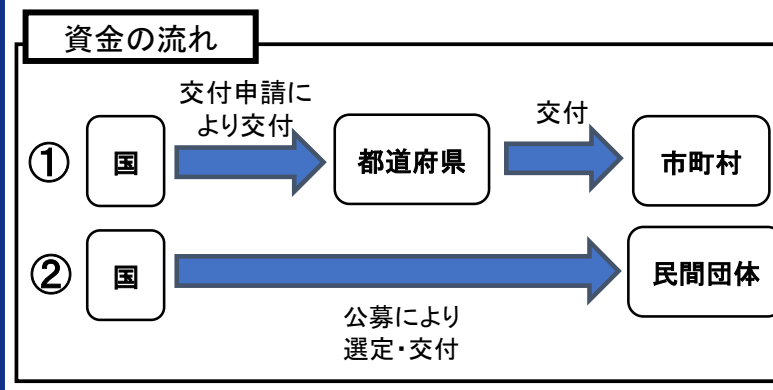 資金の流れ
交付申請に
より交付
交付
① 国 都道府県 市町村
② 国 民間団体
公募により
選定・交付